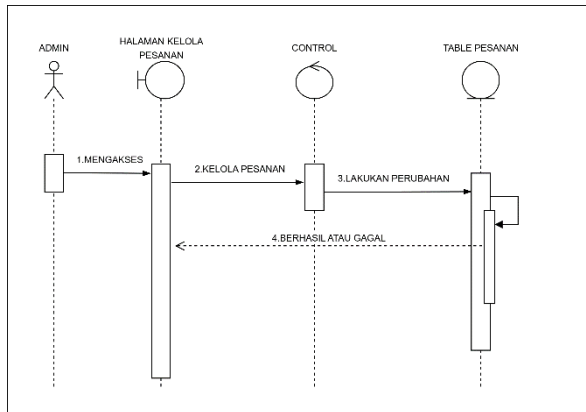 ADMIN
HALAMAN KELOLA
PESANAN
CONTROL
TABLE PESANAN
1.MENGAKSES
2.KELOLA PESANAN
3.LAKUKAN PERUBAHAN
4.BERHASIL ATAU GAGAL